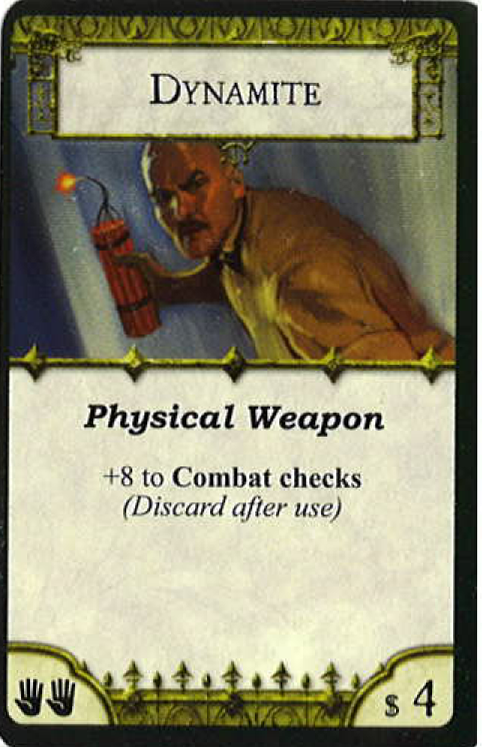 DYNAMITE
Physical Weapon
+8 to Combat checks
(Discard after use)
$ 4